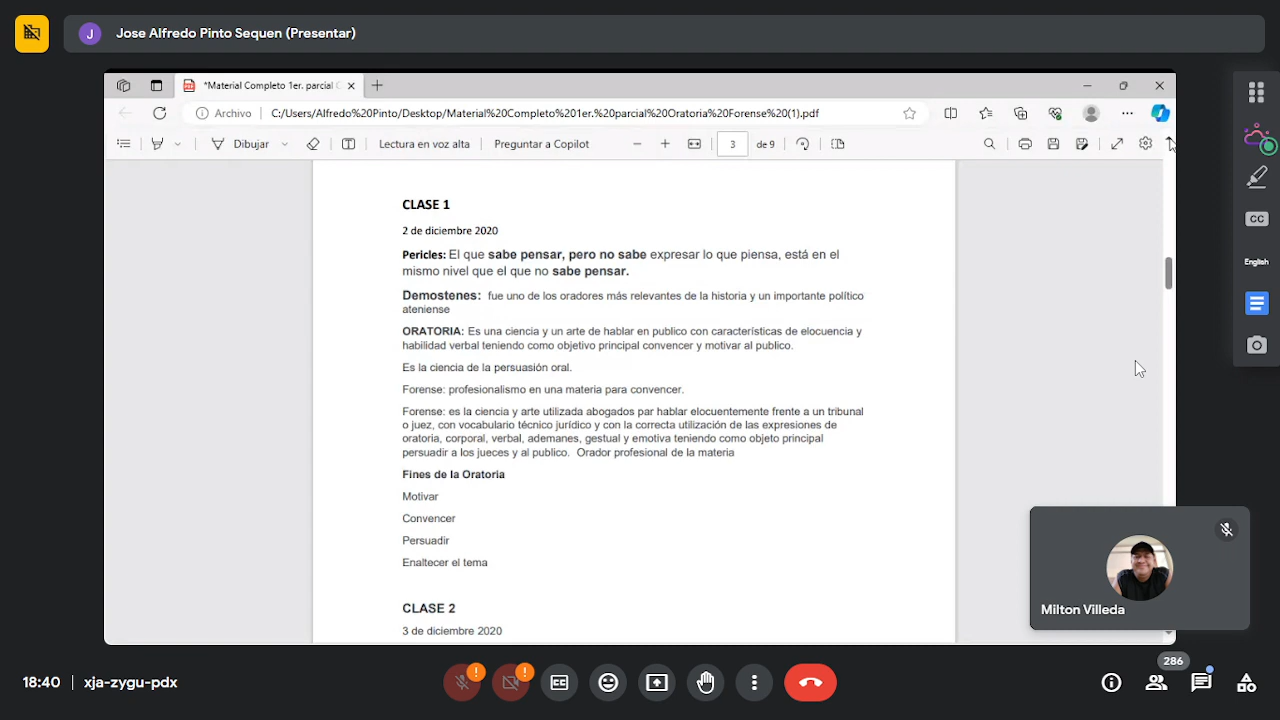 J Jose Alfredo Pinto Sequen (Presentar)
*Material Completo 1er. parcial
Archivo C:/Users/Alfredo%20Pinto/Desktop/Material%20Completo%201er.%20parcial%20Oratoria%20Forense%20(1).pdf
Dibujar Lectura en voz alta Preguntar a Copilot 3 de 9
CLASE 1
2 de diciembre 2020
Pericles: El que sabe pensar, pero no sabe expresar lo que piensa, está en el
mismo nivel que el que no sabe pensar.
Demostenes: fue uno de los oradores más relevantes de la historia y un importante político
ateniense
ORATORIA: Es una ciencia y un arte de hablar en publico con características de elocuencia y
habilidad verbal teniendo como objetivo principal convencer y motivar al publico.
Es la ciencia de la persuasión oral.
Forense: profesionalismo en una materia para convencer.
Forense: es la ciencia y arte utilizada abogados par hablar elocuentemente frente a un tribunal
o juez, con vocabulario técnico jurídico y con la correcta utilización de las expresiones de
oratoria, corporal, verbal, ademanes, gestual y emotiva teniendo como objeto principal
persuadir a los jueces y al publico. Orador profesional de la materia
Fines de la Oratoria
Motivar
Convencer
Persuadir
Enaltecer el tema
CLASE 2
3 de diciembre 2020
CC
English
Milton Villeda
18:40 | xja-zygu-pdx
286